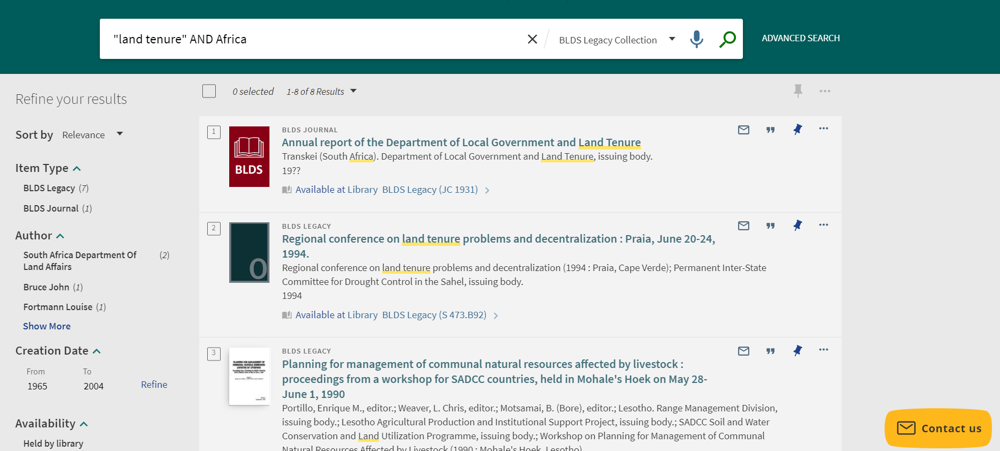 "land tenure" AND Africa
BLDS Legacy Collection
ADVANCED SEARCH
Refine your results
Sort by Relevance
Item Type
BLDS Legacy (7)
BLDS Journal (1)
Author
South Africa Department Of (2)
Land Affairs
Bruce John (1)
Fortmann Louise (1)
Show More
Creation Date
From To
1965 2004 Refine
Availability
Held by library
0 selected 1-8 of 8 Results
1
BLDS
BLDS JOURNAL
Annual report of the Department of Local Government and Land Tenure
Transkei (South Africa). Department of Local Government and Land Tenure, issuing body.
19??
Available at Library BLDS Legacy (JC 1931)
2
O
BLDS LEGACY
Regional conference on land tenure problems and decentralization : Praia, June 20-24,
1994.
Regional conference on land tenure problems and decentralization (1994 : Praia, Cape Verde); Permanent Inter-State
Committee for Drought Control in the Sahel, issuing body.
1994
Available at Library BLDS Legacy (S 473.B92)
3
BLDS LEGACY
Planning for management of communal natural resources affected by livestock :
proceedings from a workshop for SADCC countries, held in Mohale's Hoek on May 28-
June 1, 1990
Portillo, Enrique M., editor.; Weaver, L. Chris, editor.; Motsamai, B. (Bore), editor.; Lesotho. Range Management Division,
issuing body.; Lesotho Agricultural Production and Institutional Support Project, issuing body.; SADCC Soil and Water
Conservation and Land Utilization Programme, issuing body.; Workshop on Planning for Management of Communal
Natural Resources Affected by Livestock (1990 : Mohale's Hoek, Lesotho)
Contact us